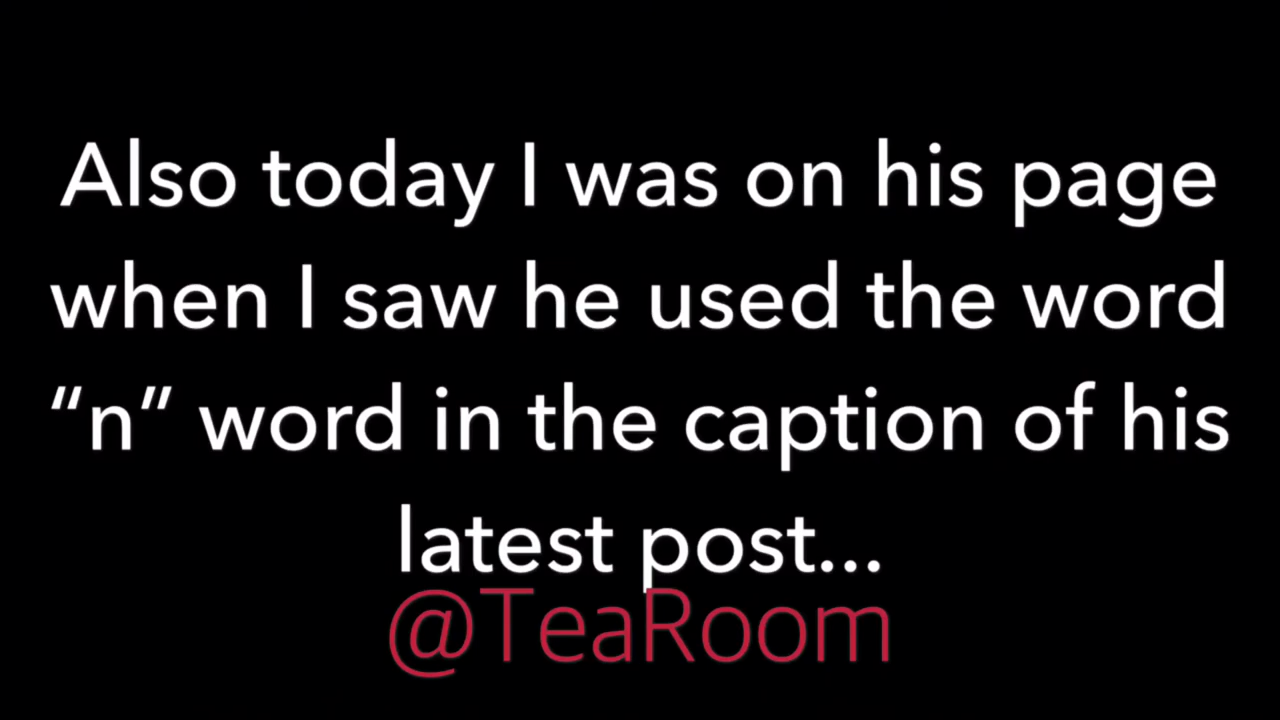 Also today I was on his page
when I saw he used the word
“n” word in the caption of his
latest post...
@TeaRoom